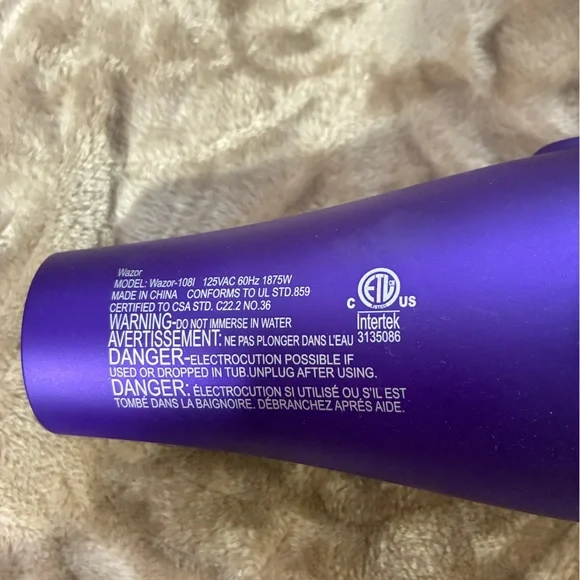 Wazor
MODEL: Wazor-108I 125VAC 60Hz 1875W
MADE IN CHINA CONFORMS TO UL STD.859
CERTIFIED TO CSA STD. C22.2 NO.36
WARNING-DO NOT IMMERSE IN WATER
AVERTISSEMENT: NE PAS PLONGER DANS L'EAU
DANGER-ELECTROCUTION POSSIBLE IF
USED OR DROPPED IN TUB.UNPLUG AFTER USING.
DANGER: ÉLECTROCUTION SI UTILISÉ OU S'IL EST
TOMBÉ DANS LA BAIGNOIRE. DÉBRANCHEZ APRÈS AIDE.
C ETL US
Intertek
3135086